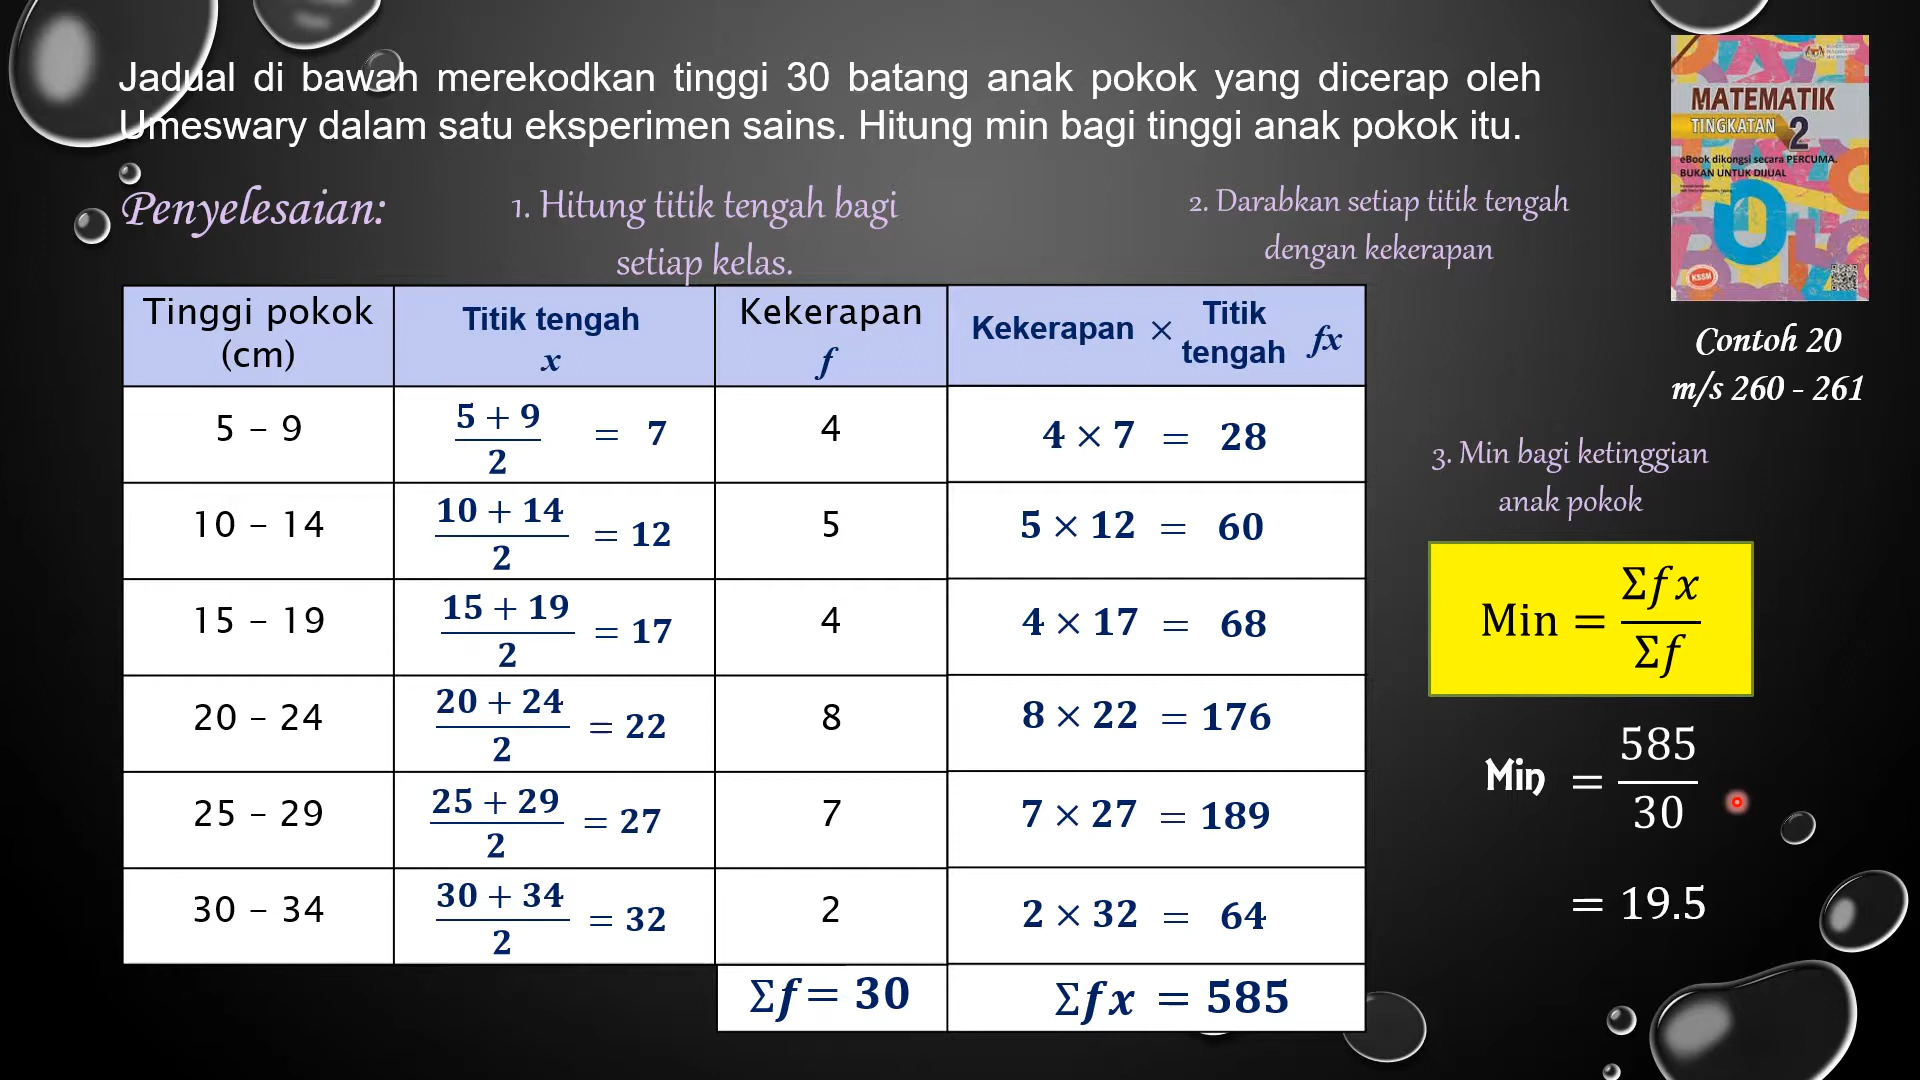 Jadual di bawah merekodkan tinggi 30 batang anak pokok yang dicerap oleh
Umeswary dalam satu eksperimen sains. Hitung min bagi tinggi anak pokok itu.
Penyelesaian:
1. Hitung titik tengah bagi
setiap kelas.
2. Darabkan setiap titik tengah
dengan kekerapan
MATEMATIK
TINGKATAN 2
eBook dikongsi secara PERCUMA.
BUKAN UNTUK DIJUAL
KSSM
Contoh 20
m/s 260 - 261
Tinggi pokok (cm) | Titik tengah x | Kekerapan f | Kekerapan × Titik tengah fx
5 – 9 | (5 + 9)/2 = 7 | 4 | 4 × 7 = 28
10 – 14 | (10 + 14)/2 = 12 | 5 | 5 × 12 = 60
15 – 19 | (15 + 19)/2 = 17 | 4 | 4 × 17 = 68
20 – 24 | (20 + 24)/2 = 22 | 8 | 8 × 22 = 176
25 – 29 | (25 + 29)/2 = 27 | 7 | 7 × 27 = 189
30 – 34 | (30 + 34)/2 = 32 | 2 | 2 × 32 = 64
Σf = 30 | Σfx = 585
3. Min bagi ketinggian
anak pokok
Min = Σfx/Σf
Min = 585/30
= 19.5